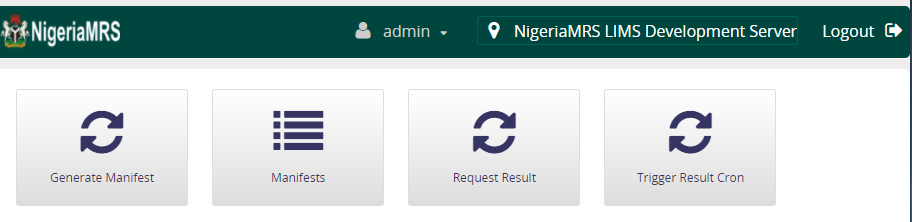 NigeriaMRS admin NigeriaMRS LIMS Development Server Logout
Generate Manifest Manifests Request Result Trigger Result Cron